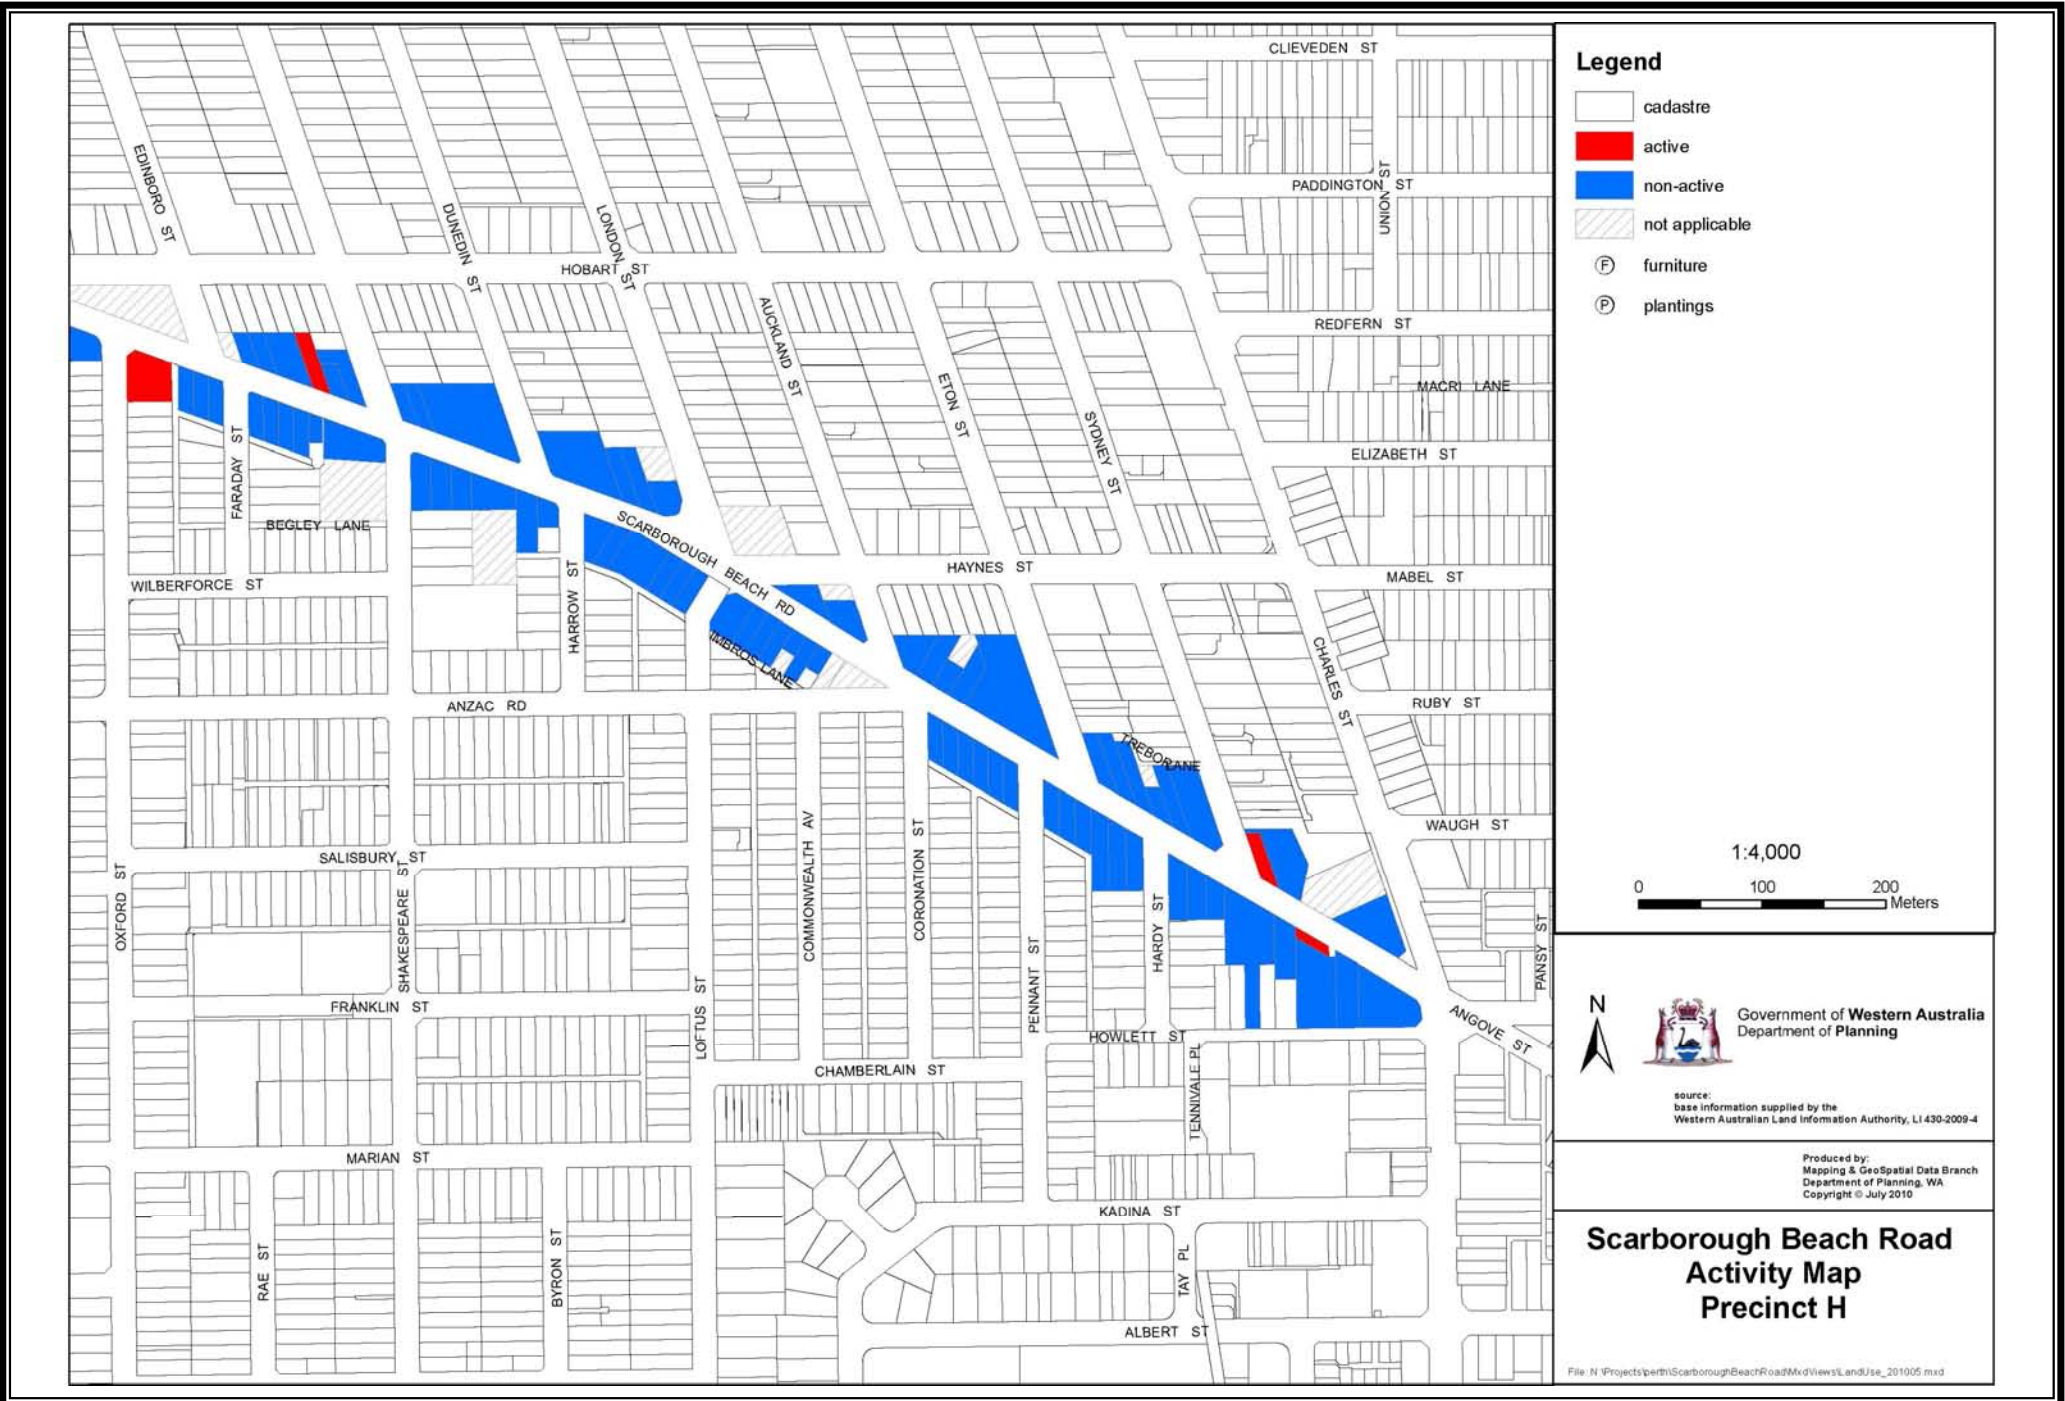 CLIEVEDEN ST
PADDINGTON ST
UNION ST
EDINBORO ST
DUNEDIN ST
LONDON ST
HOBART ST
AUCKLAND ST
ETON ST
SYDNEY ST
REDFERN ST
MACRI LANE
ELIZABETH ST
FARADAY ST
BEGLEY LANE
WILBERFORCE ST
HARROW ST
SCARBOROUGH BEACH RD
HAYNES ST
MABEL ST
IMBROS LANE
CHARLES ST
ANZAC RD
RUBY ST
TREBOR LANE
WAUGH ST
OXFORD ST
SALISBURY ST
SHAKESPEARE ST
COMMONWEALTH AV
CORONATION ST
PENNANT ST
HARDY ST
PANSY ST
FRANKLIN ST
LOFTUS ST
HOWLETT ST
ANGOVE ST
CHAMBERLAIN ST
TENNIVALE PL
MARIAN ST
KADINA ST
RAE ST
BYRON ST
TAY PL
ALBERT ST
Legend
cadastre
active
non-active
not applicable
F furniture
P plantings
1:4,000
0 100 200
Meters
N
Government of Western Australia
Department of Planning
source:
base information supplied by the
Western Australian Land Information Authority, LI 430-2009-4
Produced by:
Mapping & GeoSpatial Data Branch
Department of Planning, WA
Copyright © July 2010
Scarborough Beach Road
Activity Map
Precinct H
File: N:\Projects\perth\ScarboroughBeachRoad\MxdViews\LandUse_201005.mxd